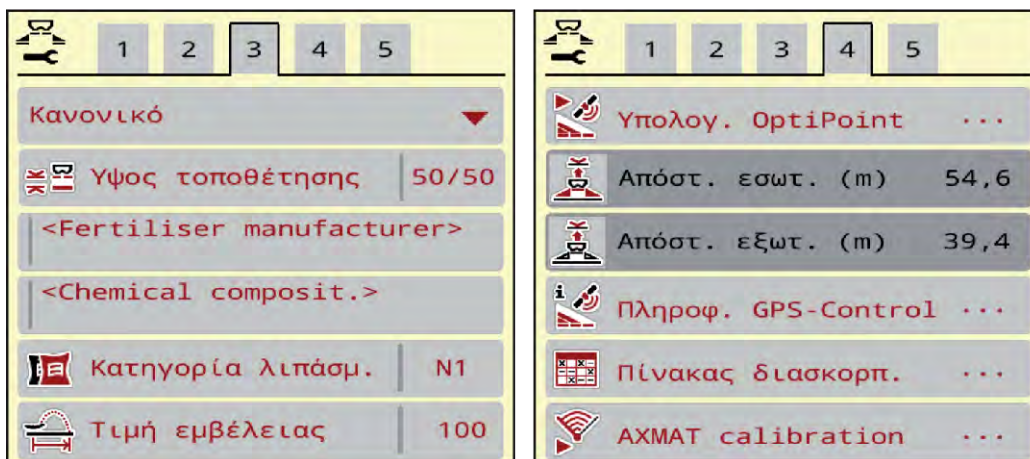 1 2 3 4 5
Κανονικό
Υψος τοποθέτησης 50/50
<Fertiliser manufacturer>
<Chemical composit.>
Κατηγορία λιπάσμ. N1
Τιμή εμβέλειας 100
1 2 3 4 5
Υπολογ. OptiPoint ...
Απόστ. εσωτ. (m) 54,6
Απόστ. εξωτ. (m) 39,4
i
Πληροφ. GPS-Control ...
Πίνακας διασκορπ. ...
AXMAT calibration ...